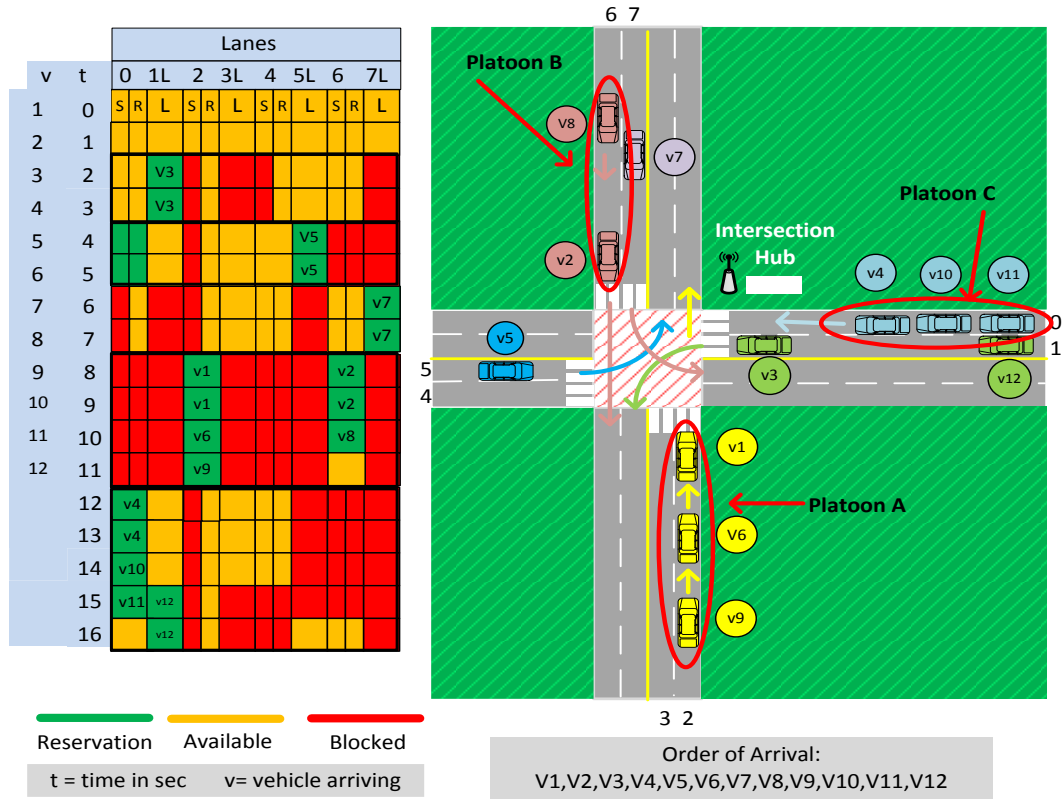 Lanes
v t 0 1L 2 3L 4 5L 6 7L
1 0 S R L S R L S R L S R L
2 1
3 2 V3
4 3 V3
5 4 V5
6 5 v5
7 6 v7
8 7 v7
9 8 v1 v2
10 9 v1 v2
11 10 v6 v8
12 11 v9
12 v4
13 v4
14 v10
15 v11 v12
16 v12
Reservation Available Blocked
t = time in sec v= vehicle arriving
6 7
Platoon B
V8
v7
Platoon C
Intersection
Hub
v2
v4 v10 v11
0
1
v5
v3
v12
5
4
v1
Platoon A
V6
v9
3 2
Order of Arrival:
V1,V2,V3,V4,V5,V6,V7,V8,V9,V10,V11,V12